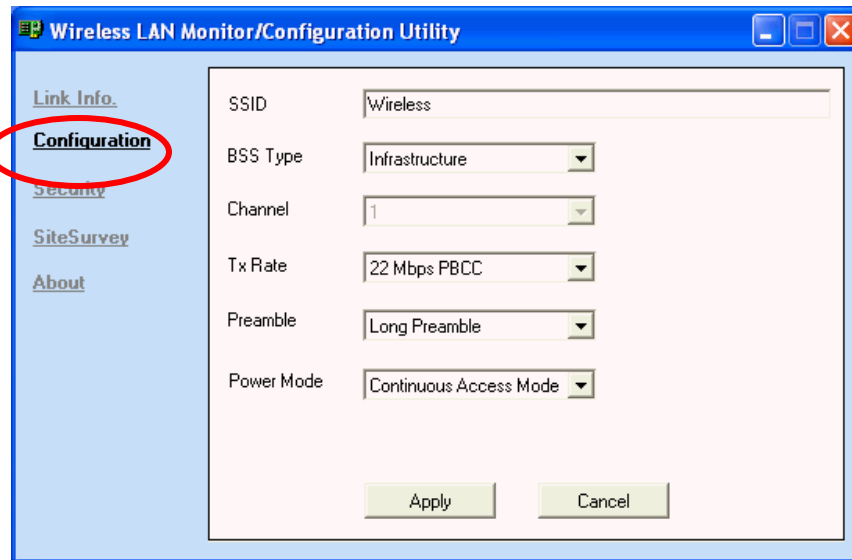 Wireless LAN Monitor/Configuration Utility
Link Info.
Configuration
Security
SiteSurvey
About
SSID
Wireless
BSS Type
Infrastructure
Channel
1
Tx Rate
22 Mbps PBCC
Preamble
Long Preamble
Power Mode
Continuous Access Mode
Apply
Cancel